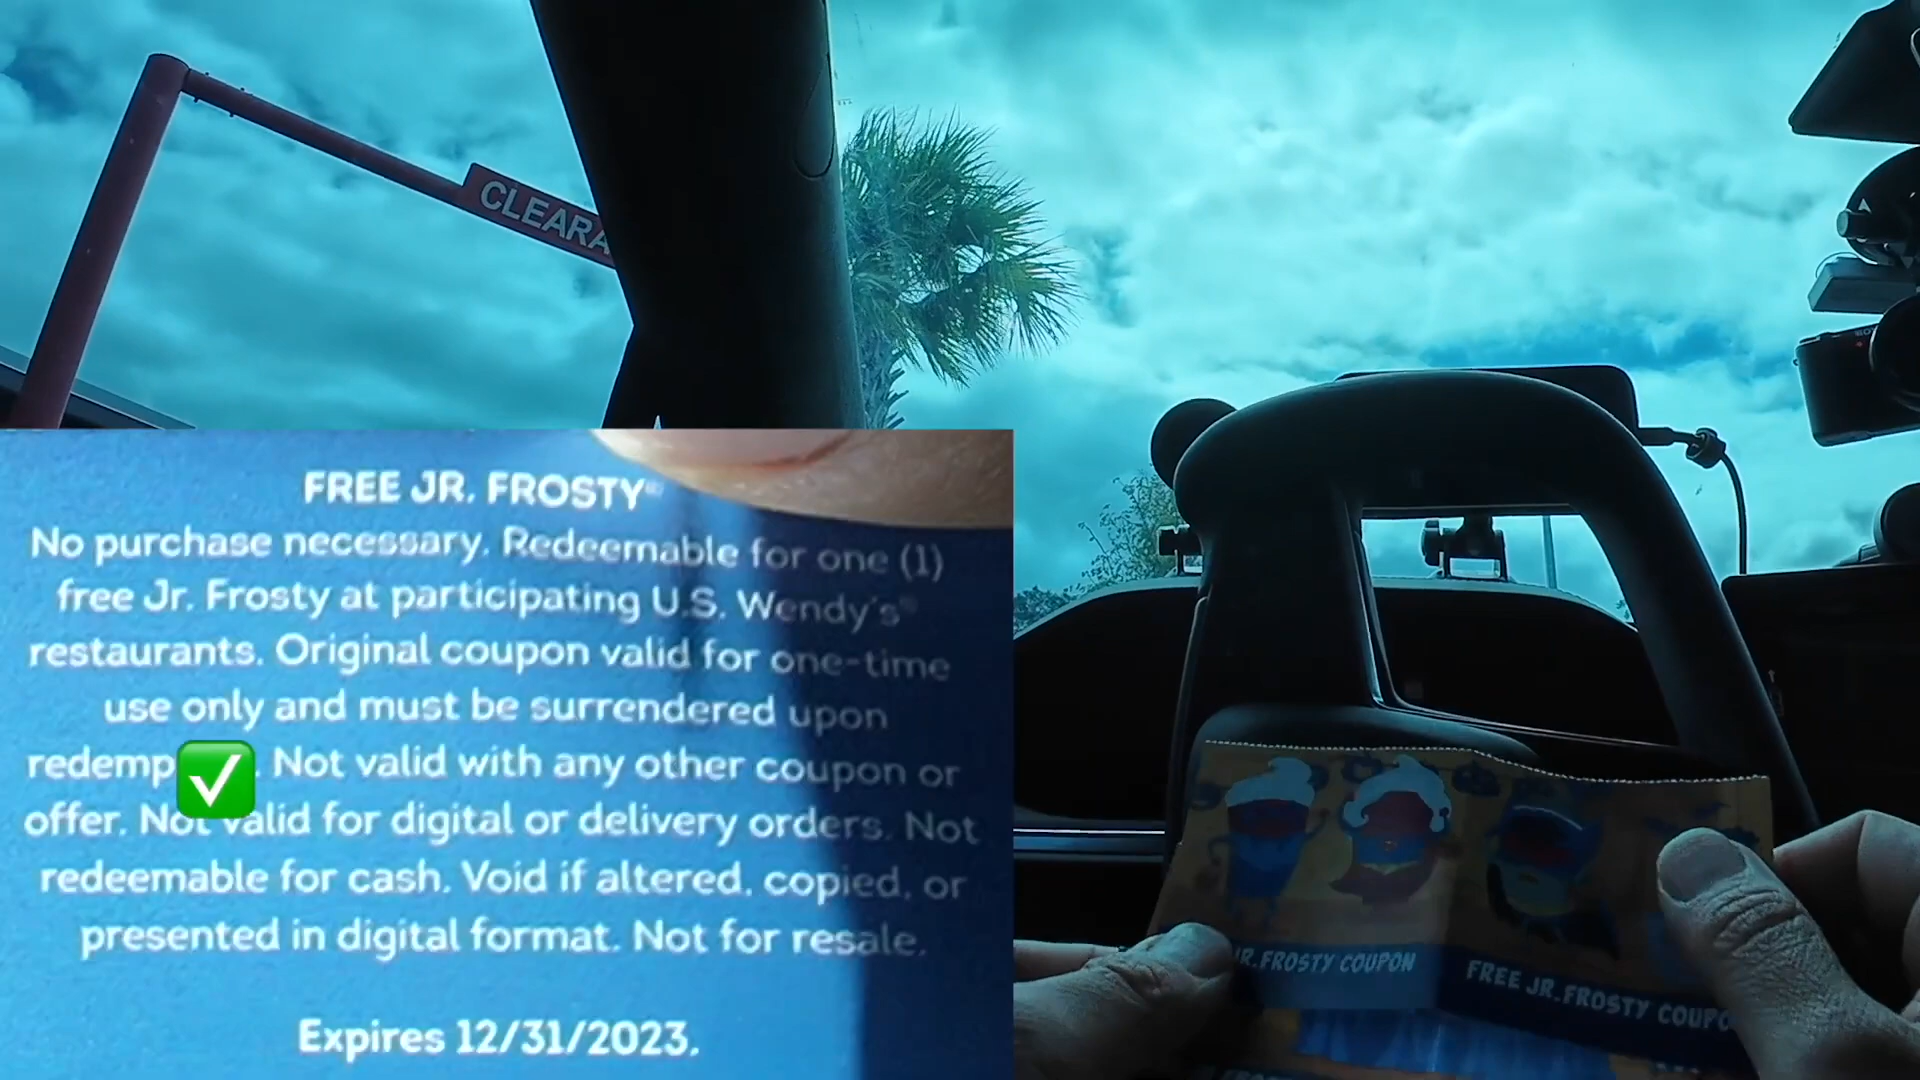 CLEARA
FREE JR. FROSTY
No purchase necessary. Redeemable for one (1)
free Jr. Frosty at participating U.S. Wendy's
restaurants. Original coupon valid for one-time
use only and must be surrendered upon
redemp . Not valid with any other coupon or
offer. Not valid for digital or delivery orders. Not
redeemable for cash. Void if altered, copied, or
presented in digital format. Not for resale.
Expires 12/31/2023.
JR. FROSTY COUPON
FREE JR. FROSTY COUPO